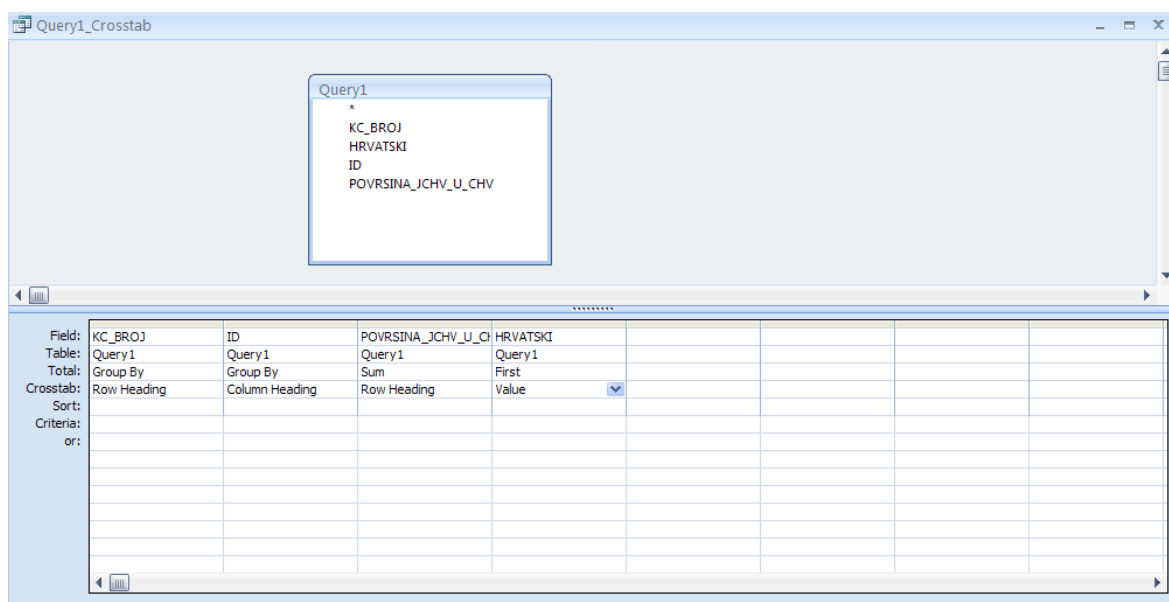 Query1_Crosstab
Query1
*
KC_BROJ
HRVATSKI
ID
POVRSINA_JCHV_U_CHV
Field: KC_BROJ ID POVRSINA_JCHV_U_CH HRVATSKI
Table: Query1 Query1 Query1 Query1
Total: Group By Group By Sum First
Crosstab: Row Heading Column Heading Row Heading Value
Sort:
Criteria:
or: